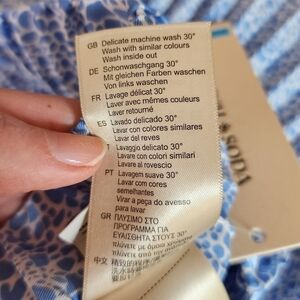 GB Delicate machine wash 30°
Wash with similar colours
Wash inside out
DE Schonwaschgang 30°
Mit gleichen Farben waschen
Von links waschen
FR Lavage délicat 30°
Laver avec mêmes couleurs
Laver retourné
ES Lavado delicado 30°
Lavar con colores similares
Lavar del reves
Lavaggio delicato 30°
Lavare con colori similari
Lavare al rovescio
PT Lavagem suave 30°
Lavar com cores
semelhantes
Virar a peça do avesso
para lavar
GR ΠΛΥΣΙΜΟ ΣΤΟ
ΠΡΟΓΡΑΜΜΑ ΓΙΑ
ΕΥΑΙΣΘΗΤΑ ΣΤΟΥΣ 30°
中文
SODA